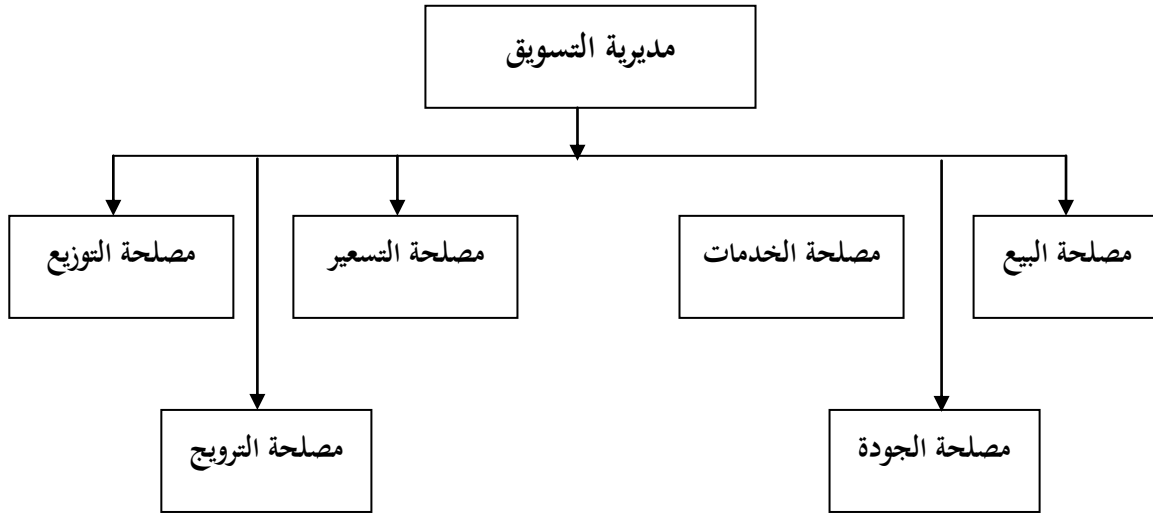 مديرية التسويق
مصلحة البيع
مصلحة الخدمات
مصلحة التسعير
مصلحة التوزيع
مصلحة الجودة
مصلحة الترويج